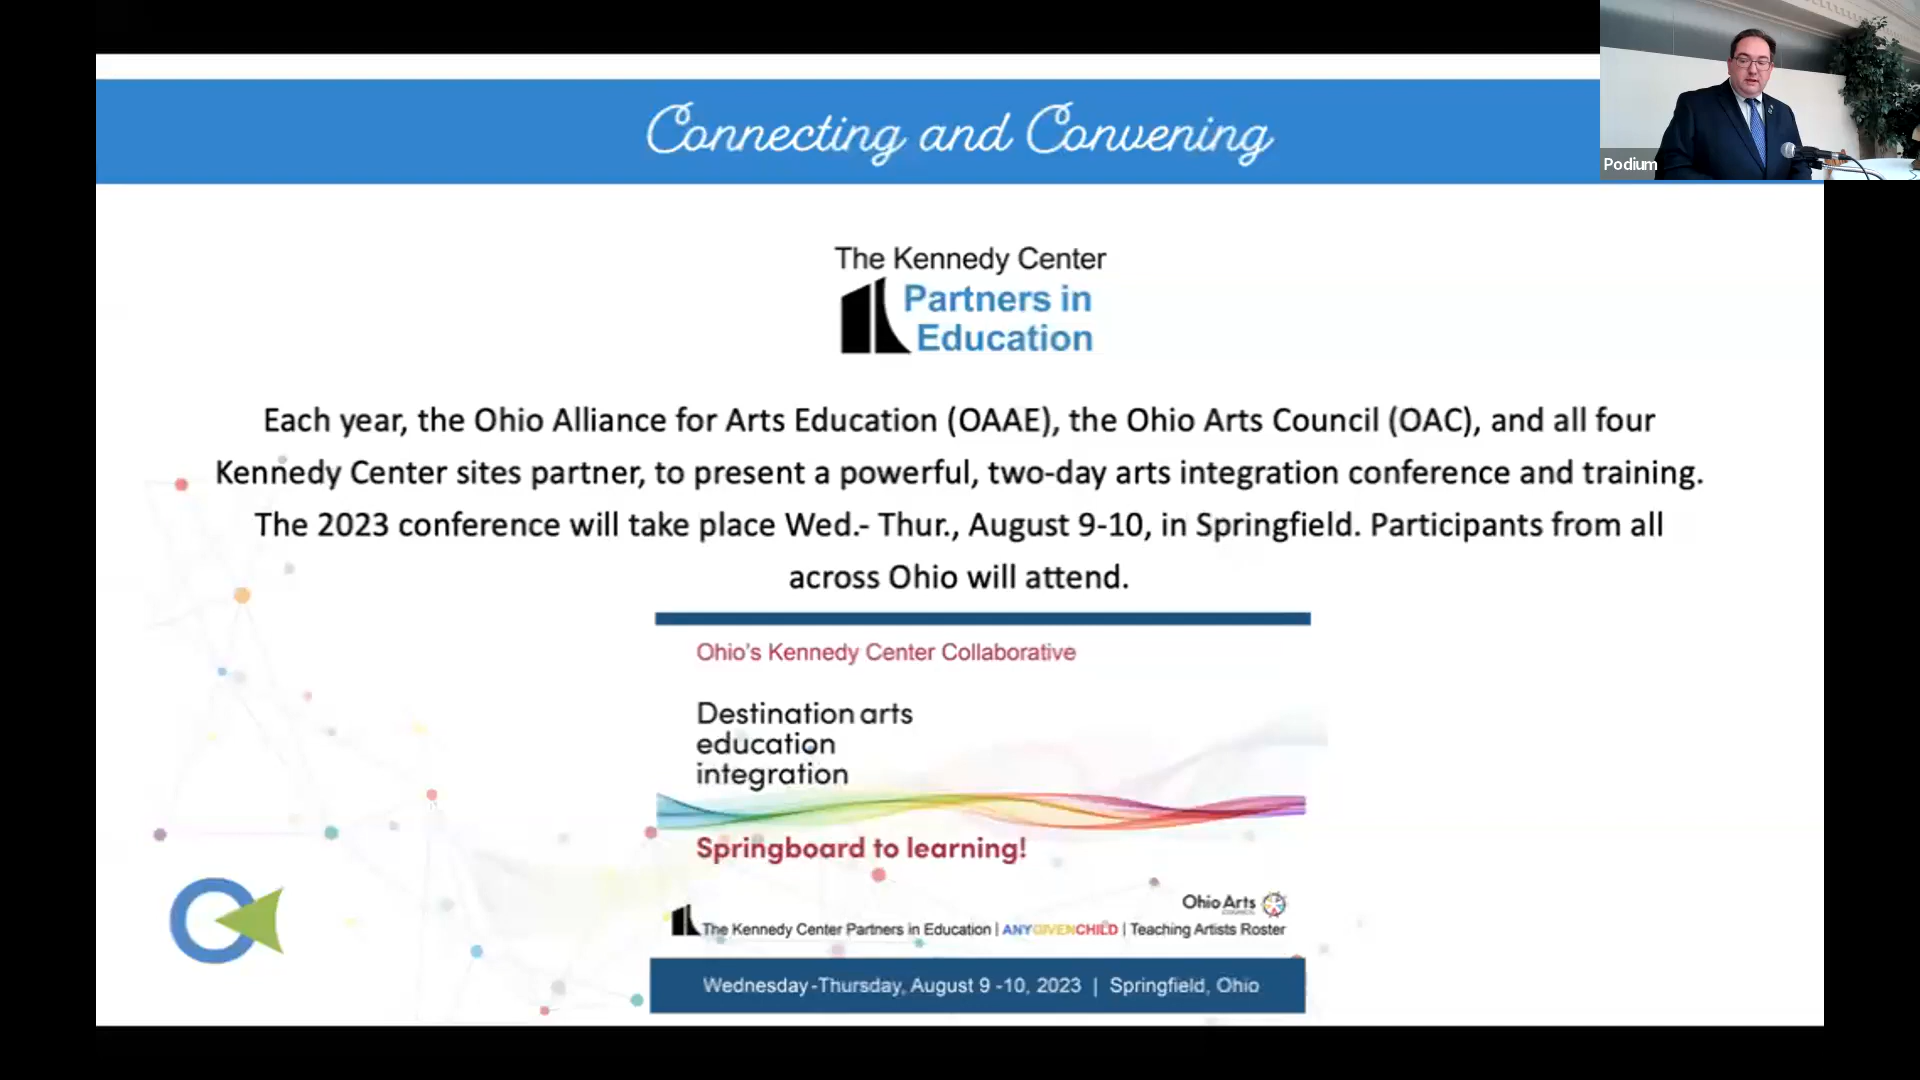 Connecting and Convening
Podium
The Kennedy Center
Partners in
Education
Each year, the Ohio Alliance for Arts Education (OAAE), the Ohio Arts Council (OAC), and all four
Kennedy Center sites partner, to present a powerful, two-day arts integration conference and training.
The 2023 conference will take place Wed.- Thur., August 9-10, in Springfield. Participants from all
across Ohio will attend.
Ohio's Kennedy Center Collaborative
Destination arts
education
integration
Springboard to learning!
Ohio Arts
COUNCIL
The Kennedy Center Partners in Education | ANYGIVENCHILD | Teaching Artists Roster
Wednesday-Thursday, August 9 -10, 2023 | Springfield, Ohio